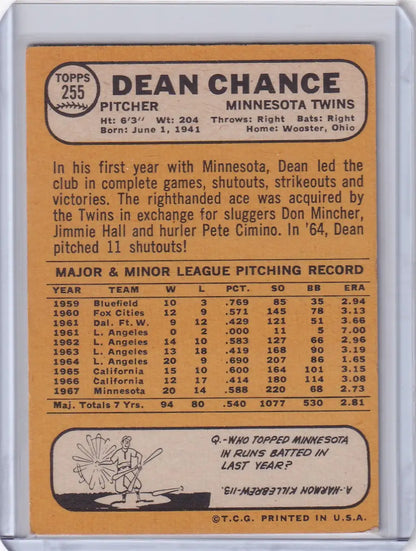 TOPPS
255
DEAN CHANCE
PITCHER MINNESOTA TWINS
Ht: 6'3" Wt: 204 Throws: Right Bats: Right
Born: June 1, 1941 Home: Wooster, Ohio
In his first year with Minnesota, Dean led the
club in complete games, shutouts, strikeouts and
victories. The righthanded ace was acquired by
the Twins in exchange for sluggers Don Mincher,
Jimmie Hall and hurler Pete Cimino. In '64, Dean
pitched 11 shutouts!
MAJOR & MINOR LEAGUE PITCHING RECORD
YEAR TEAM W L PCT. SO BB ERA
1959 Bluefield 10 3 .769 85 35 2.94
1960 Fox Cities 12 9 .571 145 78 3.13
1961 Dal. Ft. W. 9 12 .429 121 51 3.66
1961 L. Angeles 0 2 .000 11 5 7.00
1962 L. Angeles 14 10 .583 127 66 2.96
1963 L. Angeles 13 18 .419 168 90 3.19
1964 L. Angeles 20 9 .690 207 86 1.65
1965 California 15 10 .600 164 101 3.15
1966 California 12 17 .414 180 114 3.08
1967 Minnesota 20 14 .588 220 68 2.73
Maj. Totals 7 Yrs. 94 80 .540 1077 530 2.81
Q.-WHO TOPPED MINNESOTA
IN RUNS BATTED IN
LAST YEAR?
A.-HARMON KILLEBREW-113.
©T.C.G. PRINTED IN U.S.A.